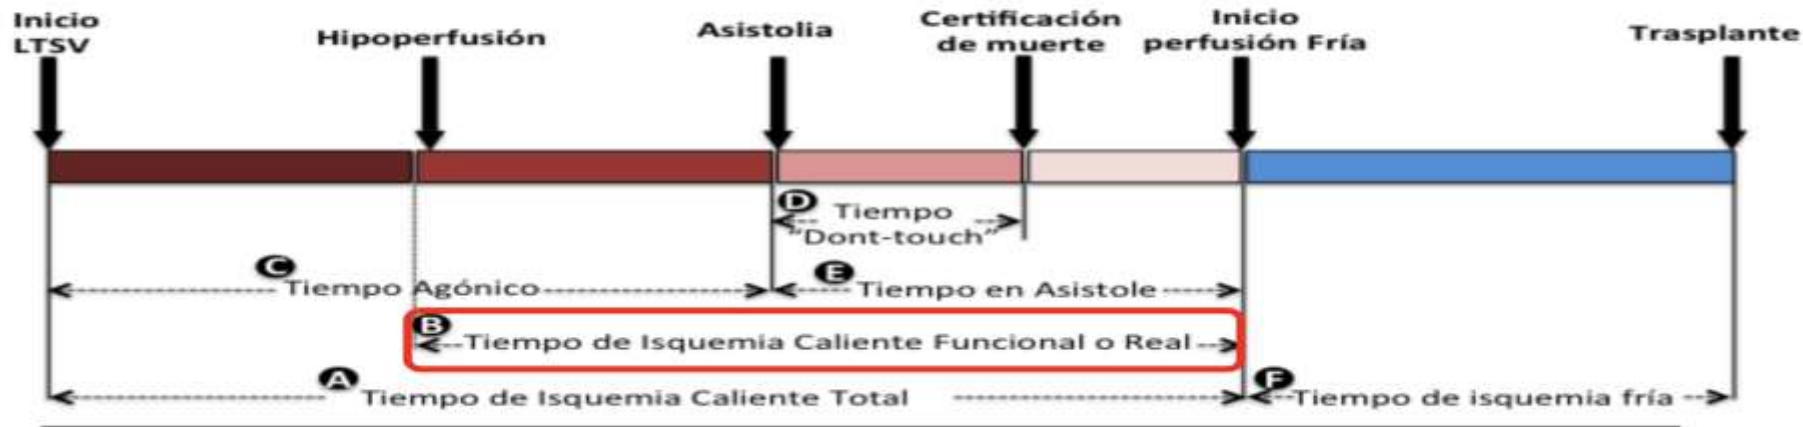 Inicio
LTSV
Hipoperfusión
Asistolia
Certificación
de muerte
Inicio
perfusión Fría
Trasplante
D
Tiempo
"Dont-touch"
C
Tiempo Agónico
E
Tiempo en Asistole
B
Tiempo de Isquemia Caliente Funcional o Real
A
Tiempo de Isquemia Caliente Total
F
Tiempo de isquemia fría